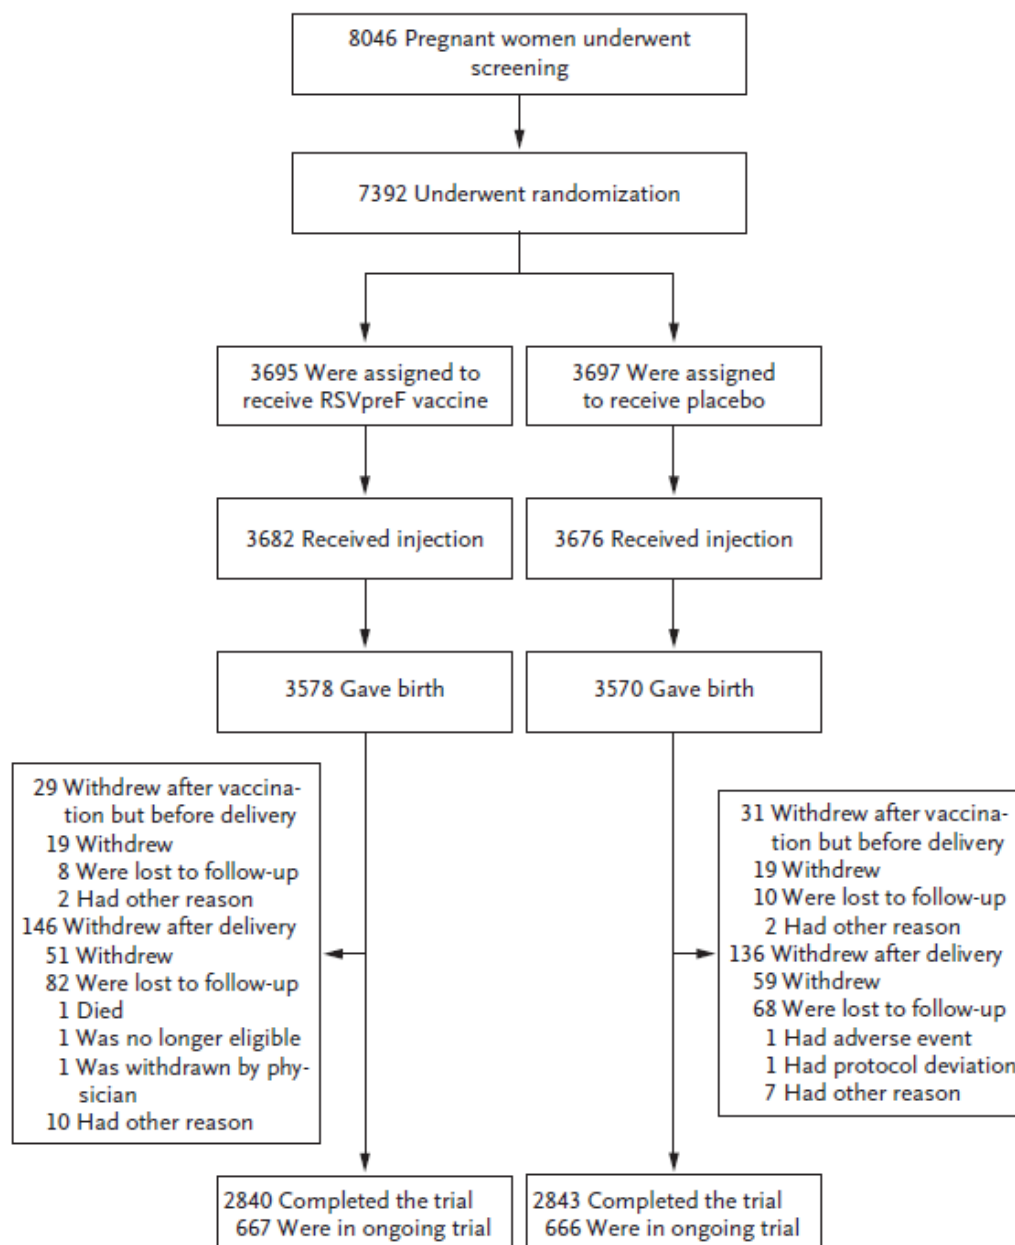 8046 Pregnant women underwent
screening
7392 Underwent randomization
3695 Were assigned to
receive RSVpreF vaccine
3697 Were assigned
to receive placebo
3682 Received injection
3676 Received injection
3578 Gave birth
3570 Gave birth
29 Withdrew after vaccina-
tion but before delivery
19 Withdrew
8 Were lost to follow-up
2 Had other reason
146 Withdrew after delivery
51 Withdrew
82 Were lost to follow-up
1 Died
1 Was no longer eligible
1 Was withdrawn by phy-
sician
10 Had other reason
31 Withdrew after vaccina-
tion but before delivery
19 Withdrew
10 Were lost to follow-up
2 Had other reason
136 Withdrew after delivery
59 Withdrew
68 Were lost to follow-up
1 Had adverse event
1 Had protocol deviation
7 Had other reason
2840 Completed the trial
667 Were in ongoing trial
2843 Completed the trial
666 Were in ongoing trial